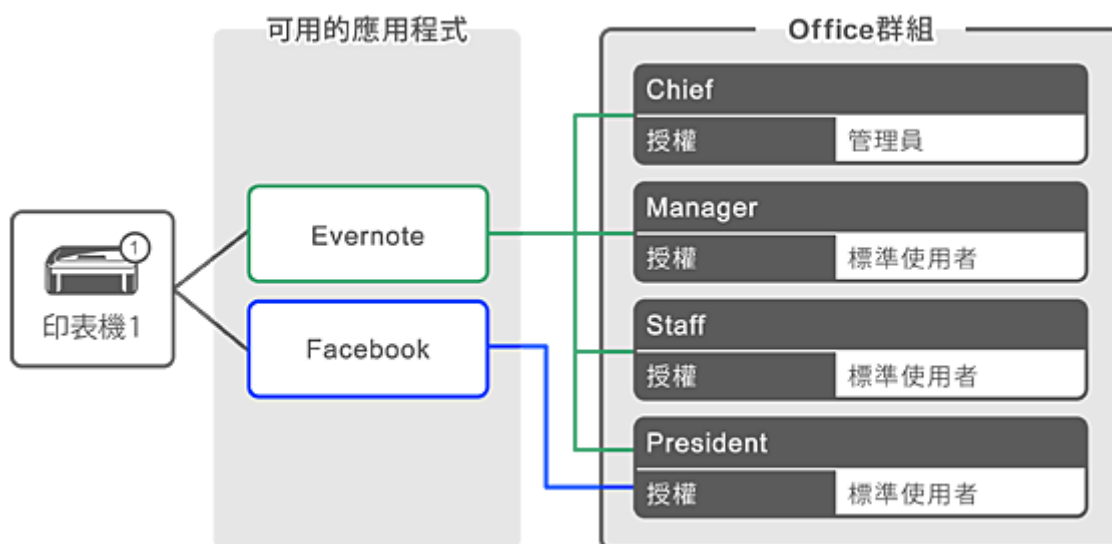 可用的應用程式
Office群組
Chief
授權 管理員
Evernote
Manager
授權 標準使用者
1
印表機1
Facebook
Staff
授權 標準使用者
President
授權 標準使用者